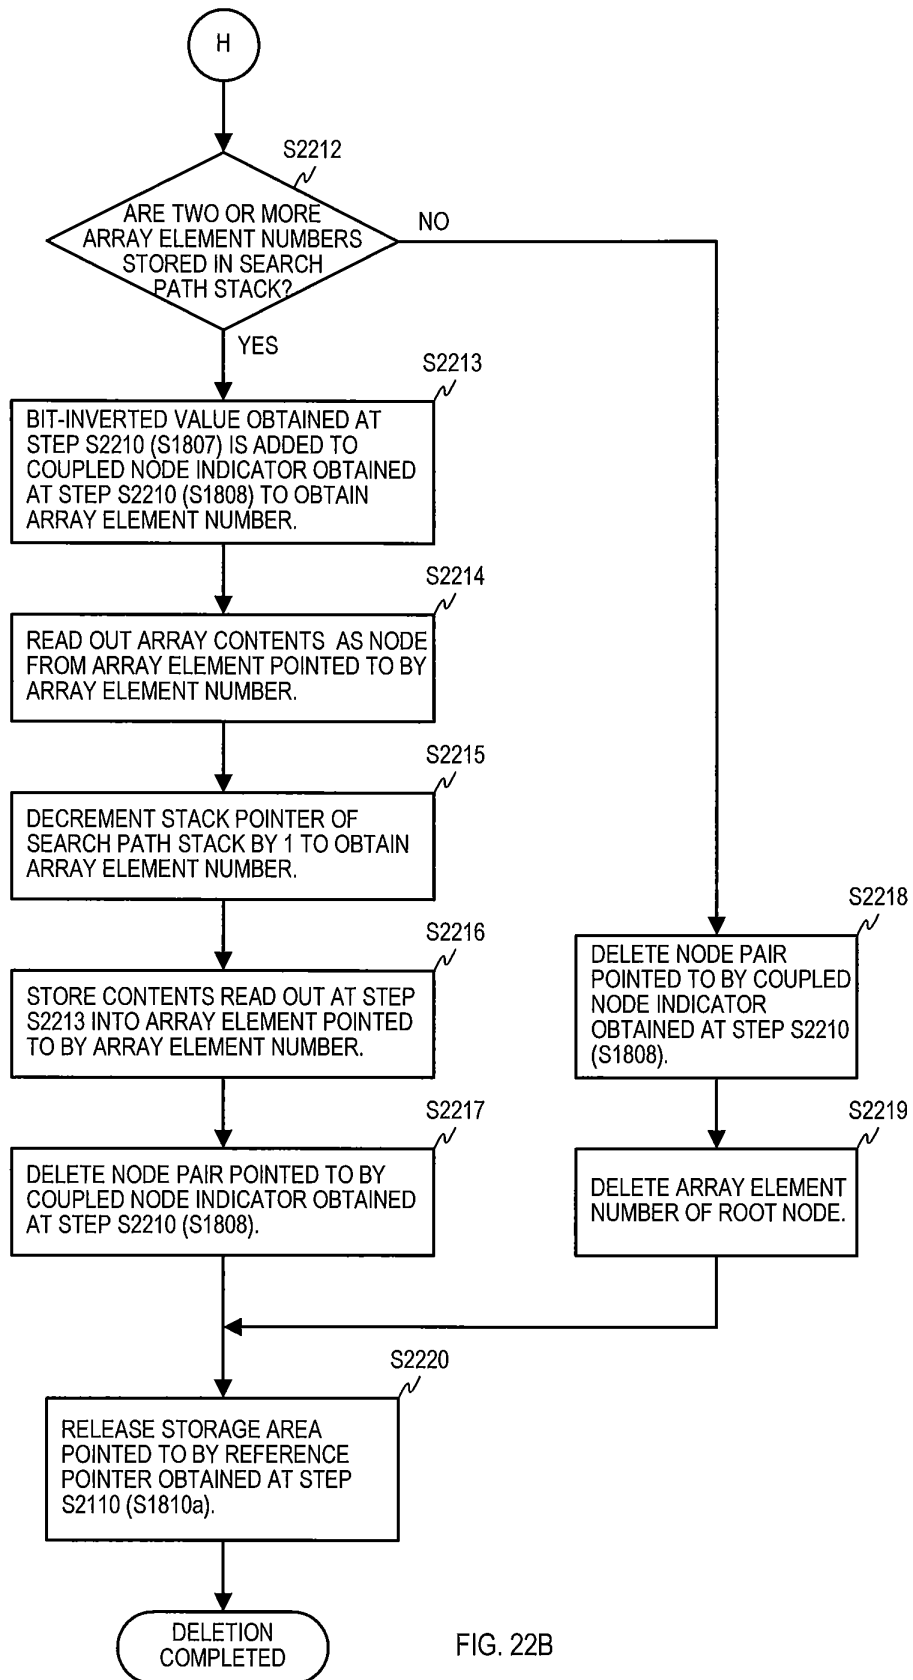 H
S2212
ARE TWO OR MORE
ARRAY ELEMENT NUMBERS
STORED IN SEARCH
PATH STACK?
NO
YES
S2213
BIT-INVERTED VALUE OBTAINED AT
STEP S2210 (S1807) IS ADDED TO
COUPLED NODE INDICATOR OBTAINED
AT STEP S2210 (S1808) TO OBTAIN
ARRAY ELEMENT NUMBER.
S2214
READ OUT ARRAY CONTENTS AS NODE
FROM ARRAY ELEMENT POINTED TO BY
ARRAY ELEMENT NUMBER.
S2215
DECREMENT STACK POINTER OF
SEARCH PATH STACK BY 1 TO OBTAIN
ARRAY ELEMENT NUMBER.
S2216
STORE CONTENTS READ OUT AT STEP
S2213 INTO ARRAY ELEMENT POINTED
TO BY ARRAY ELEMENT NUMBER.
S2217
DELETE NODE PAIR POINTED TO BY
COUPLED NODE INDICATOR OBTAINED
AT STEP S2210 (S1808).
S2218
DELETE NODE PAIR
POINTED TO BY COUPLED
NODE INDICATOR
OBTAINED AT STEP S2210
(S1808).
S2219
DELETE ARRAY ELEMENT
NUMBER OF ROOT NODE.
S2220
RELEASE STORAGE AREA
POINTED TO BY REFERENCE
POINTER OBTAINED AT STEP
S2110 (S1810a).
DELETION
COMPLETED
FIG. 22B